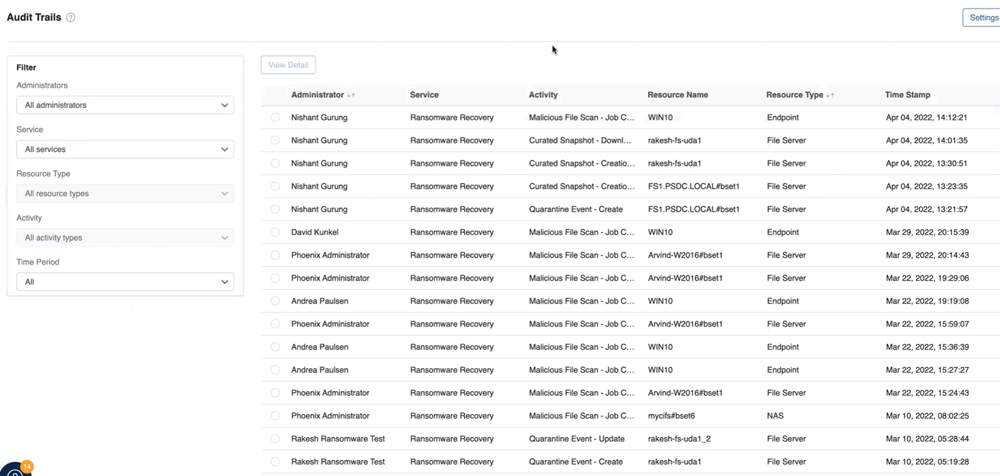 Audit Trails
Settings
Filter
Administrators
All administrators
Service
All services
Resource Type
All resource types
Activity
All activity types
Time Period
All
View Detail
Administrator Service Activity Resource Name Resource Type Time Stamp
Nishant Gurung Ransomware Recovery Malicious File Scan - Job C... WIN10 Endpoint Apr 04, 2022, 14:12:21
Nishant Gurung Ransomware Recovery Curated Snapshot - Downl... rakesh-fs-uda1 File Server Apr 04, 2022, 14:01:35
Nishant Gurung Ransomware Recovery Curated Snapshot - Creatio... rakesh-fs-uda1 File Server Apr 04, 2022, 13:30:51
Nishant Gurung Ransomware Recovery Curated Snapshot - Creatio... FS1.PSDC.LOCAL#bset1 File Server Apr 04, 2022, 13:23:35
Nishant Gurung Ransomware Recovery Quarantine Event - Create FS1.PSDC.LOCAL#bset1 File Server Apr 04, 2022, 13:21:57
David Kunkel Ransomware Recovery Malicious File Scan - Job C... WIN10 Endpoint Mar 29, 2022, 20:15:39
Phoenix Administrator Ransomware Recovery Malicious File Scan - Job C... Arvind-W2016#bset1 File Server Mar 29, 2022, 20:14:43
Phoenix Administrator Ransomware Recovery Malicious File Scan - Job C... Arvind-W2016#bset1 File Server Mar 22, 2022, 19:29:06
Andrea Paulsen Ransomware Recovery Malicious File Scan - Job C... WIN10 Endpoint Mar 22, 2022, 19:19:08
Phoenix Administrator Ransomware Recovery Malicious File Scan - Job C... Arvind-W2016#bset1 File Server Mar 22, 2022, 15:59:07
Andrea Paulsen Ransomware Recovery Malicious File Scan - Job C... WIN10 Endpoint Mar 22, 2022, 15:36:39
Andrea Paulsen Ransomware Recovery Malicious File Scan - Job C... WIN10 Endpoint Mar 22, 2022, 15:27:27
Phoenix Administrator Ransomware Recovery Malicious File Scan - Job C... Arvind-W2016#bset1 File Server Mar 22, 2022, 15:24:43
Phoenix Administrator Ransomware Recovery Malicious File Scan - Job C... mycifs#bset6 NAS Mar 10, 2022, 08:02:25
Rakesh Ransomware Test Ransomware Recovery Quarantine Event - Update rakesh-fs-uda1_2 File Server Mar 10, 2022, 05:28:44
Rakesh Ransomware Test Ransomware Recovery Quarantine Event - Create rakesh-fs-uda1 File Server Mar 10, 2022, 05:19:28
14